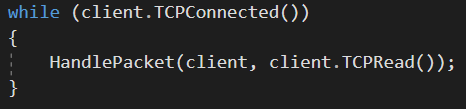 while (client.TCPConnected())
{
    HandlePacket(client, client.TCPRead());
}